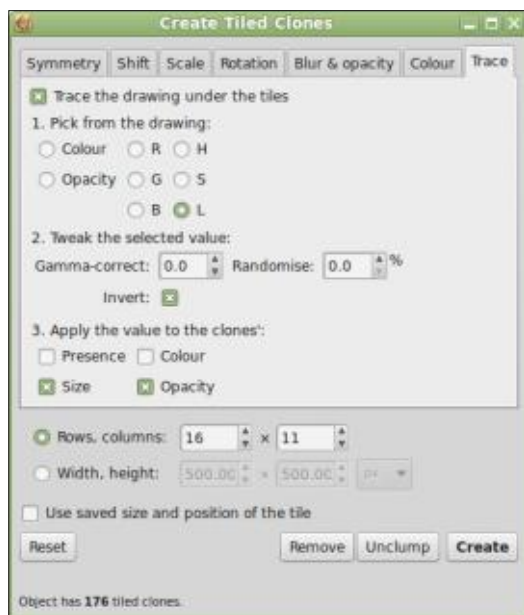 Create Tiled Clones
Symmetry Shift Scale Rotation Blur & opacity Colour Trace
Trace the drawing under the tiles
1. Pick from the drawing:
Colour R H
Opacity G S
B L
2. Tweak the selected value:
Gamma-correct: 0.0 Randomise: 0.0 %
Invert:
3. Apply the value to the clones':
Presence Colour
Size Opacity
Rows, columns: 16 × 11
Width, height: 500.00 × 500.00 px
Use saved size and position of the tile
Reset Remove Unclump Create
Object has 176 tiled clones.